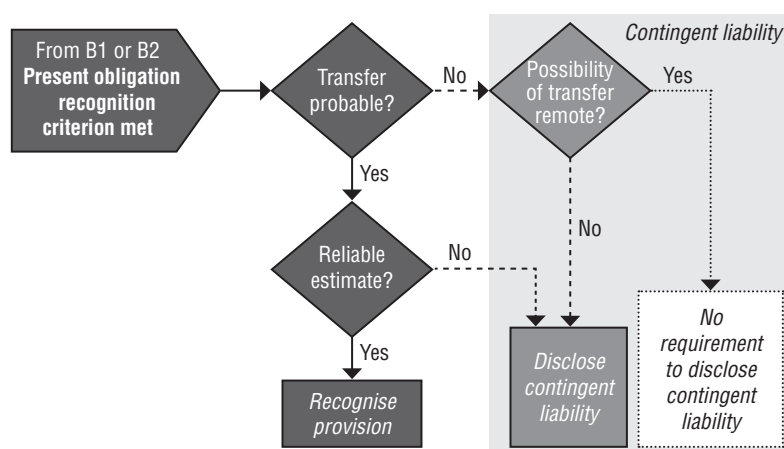 Contingent liability
From B1 or B2
Present obligation
recognition
criterion met
Transfer
probable?
No
Possibility
of transfer
remote?
Yes
Yes
No
Reliable
estimate?
No
Yes
Recognise
provision
Disclose
contingent
liability
No
requirement
to disclose
contingent
liability